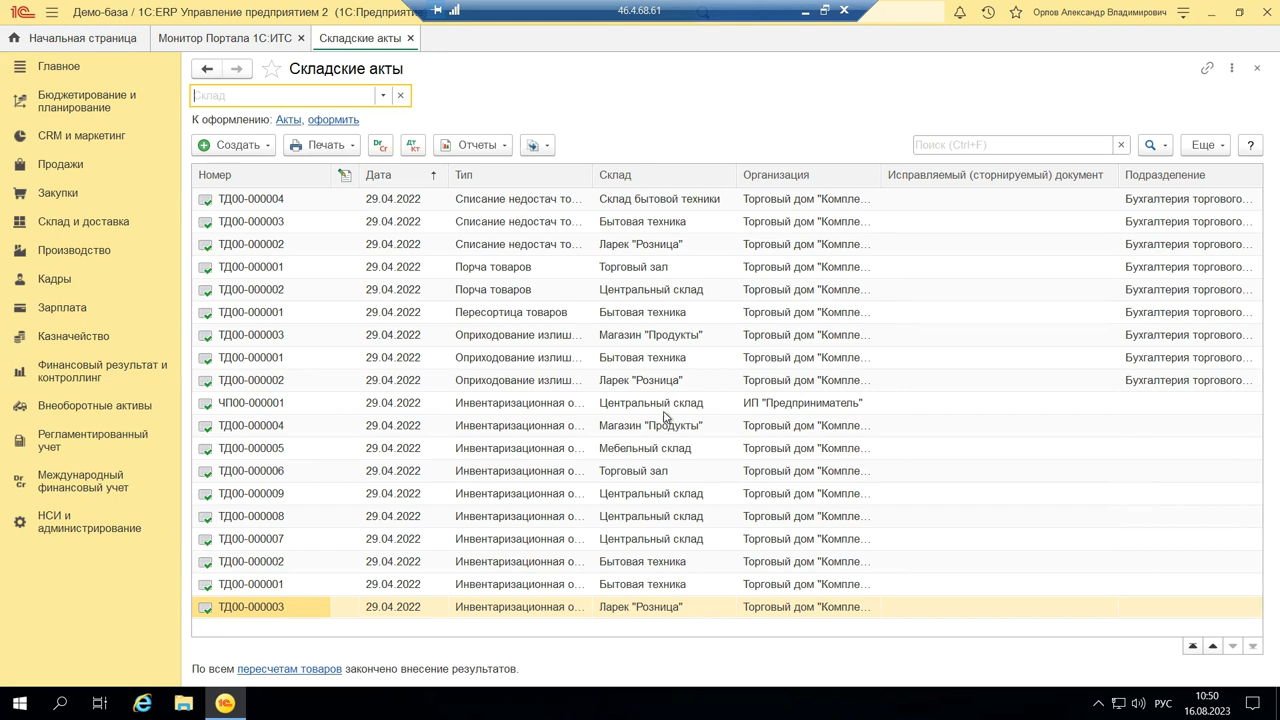 Демо-база / 1С:ERP Управление предприятием 2 (1С:Предприяти
46.4.68.61
Орлов Александр Владимирович
Начальная страница
Монитор Портала 1С:ИТС ×
Складские акты ×
Главное
Бюджетирование и
планирование
CRM и маркетинг
Продажи
Закупки
Склад и доставка
Производство
Кадры
Зарплата
Казначейство
Финансовый результат и
контроллинг
Внеоборотные активы
Регламентированный
учет
Международный
финансовый учет
НСИ и
администрирование
Складские акты
Склад
К оформлению: Акты, оформить
Создать Печать Dr Cr Дт Кт Отчеты Поиск (Ctrl+F) × Еще ?
Номер Дата ↑ Тип Склад Организация Исправляемый (сторнируемый) документ Подразделение
ТД00-000004 29.04.2022 Списание недостач то... Склад бытовой техники Торговый дом "Компле... Бухгалтерия торгового...
ТД00-000003 29.04.2022 Списание недостач то... Бытовая техника Торговый дом "Компле... Бухгалтерия торгового...
ТД00-000002 29.04.2022 Списание недостач то... Ларек "Розница" Торговый дом "Компле... Бухгалтерия торгового...
ТД00-000001 29.04.2022 Порча товаров Торговый зал Торговый дом "Компле... Бухгалтерия торгового...
ТД00-000002 29.04.2022 Порча товаров Центральный склад Торговый дом "Компле... Бухгалтерия торгового...
ТД00-000001 29.04.2022 Пересортица товаров Бытовая техника Торговый дом "Компле... Бухгалтерия торгового...
ТД00-000003 29.04.2022 Оприходование излиш... Магазин "Продукты" Торговый дом "Компле... Бухгалтерия торгового...
ТД00-000001 29.04.2022 Оприходование излиш... Бытовая техника Торговый дом "Компле... Бухгалтерия торгового...
ТД00-000002 29.04.2022 Оприходование излиш... Ларек "Розница" Торговый дом "Компле... Бухгалтерия торгового...
ЧП00-000001 29.04.2022 Инвентаризационная о... Центральный склад ИП "Предприниматель"
ТД00-000004 29.04.2022 Инвентаризационная о... Магазин "Продукты" Торговый дом "Компле...
ТД00-000005 29.04.2022 Инвентаризационная о... Мебельный склад Торговый дом "Компле...
ТД00-000006 29.04.2022 Инвентаризационная о... Торговый зал Торговый дом "Компле...
ТД00-000009 29.04.2022 Инвентаризационная о... Центральный склад Торговый дом "Компле...
ТД00-000008 29.04.2022 Инвентаризационная о... Центральный склад Торговый дом "Компле...
ТД00-000007 29.04.2022 Инвентаризационная о... Центральный склад Торговый дом "Компле...
ТД00-000002 29.04.2022 Инвентаризационная о... Бытовая техника Торговый дом "Компле...
ТД00-000001 29.04.2022 Инвентаризационная о... Бытовая техника Торговый дом "Компле...
ТД00-000003 29.04.2022 Инвентаризационная о... Ларек "Розница" Торговый дом "Компле...
По всем пересчетам товаров закончено внесение результатов.
РУС
10:50
16.08.2023